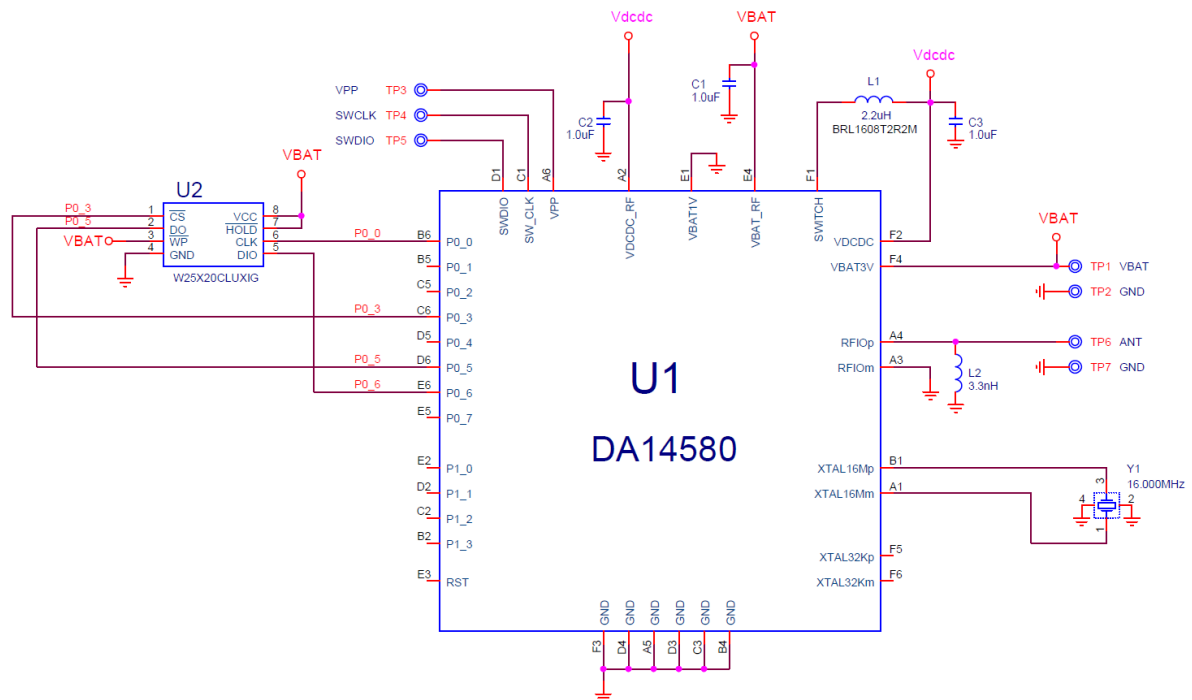 Vdcdc
VBAT
Vdcdc
VPP TP3
SWCLK TP4
SWDIO TP5
C2
1.0uF
C1
1.0uF
L1
2.2uH
BRL1608T2R2M
C3
1.0uF
D1 C1 A6 A2 E1 E4 F1
SWDIO SW_CLK VPP VDCDC_RF VBAT1V VBAT_RF SWITCH
VBAT
U2
P0_3 1 CS VCC 8
P0_5 2 DO HOLD 7
VBAT 3 WP CLK 6
4 GND DIO 5
W25X20CLUXIG
P0_0 B6 P0_0
B5 P0_1
C5 P0_2
P0_3 C6 P0_3
D5 P0_4
P0_5 D6 P0_5
P0_6 E6 P0_6
E5 P0_7
E2 P1_0
D2 P1_1
C2 P1_2
B2 P1_3
E3 RST
U1
DA14580
VDCDC F2
VBAT3V F4
RFIOp A4
RFIOm A3
XTAL16Mp B1
XTAL16Mm A1
XTAL32Kp F5
XTAL32Km F6
VBAT
TP1 VBAT
TP2 GND
TP6 ANT
TP7 GND
L2
3.3nH
Y1
16.000MHz
3
4 2
1
GND GND GND GND GND GND
F3 D4 A5 D3 C3 B4